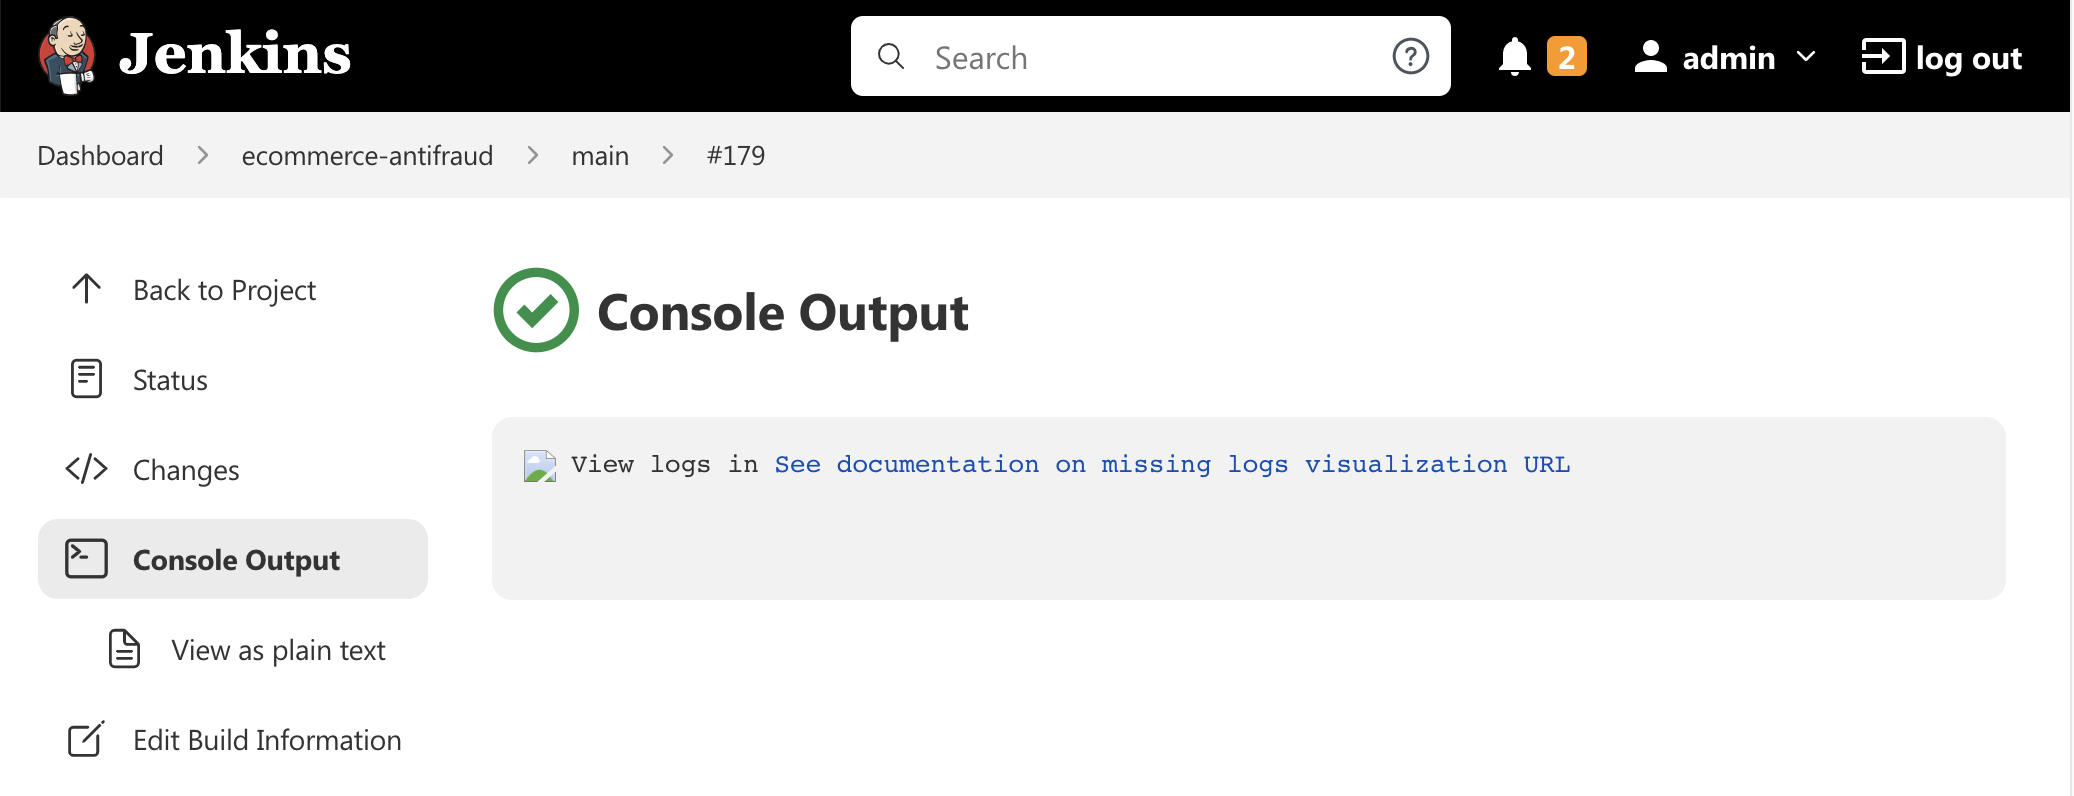 Jenkins
Search
2
admin
log out
Dashboard
ecommerce-antifraud
main
#179
Back to Project
Status
Changes
Console Output
View as plain text
Edit Build Information
Console Output
View logs in See documentation on missing logs visualization URL